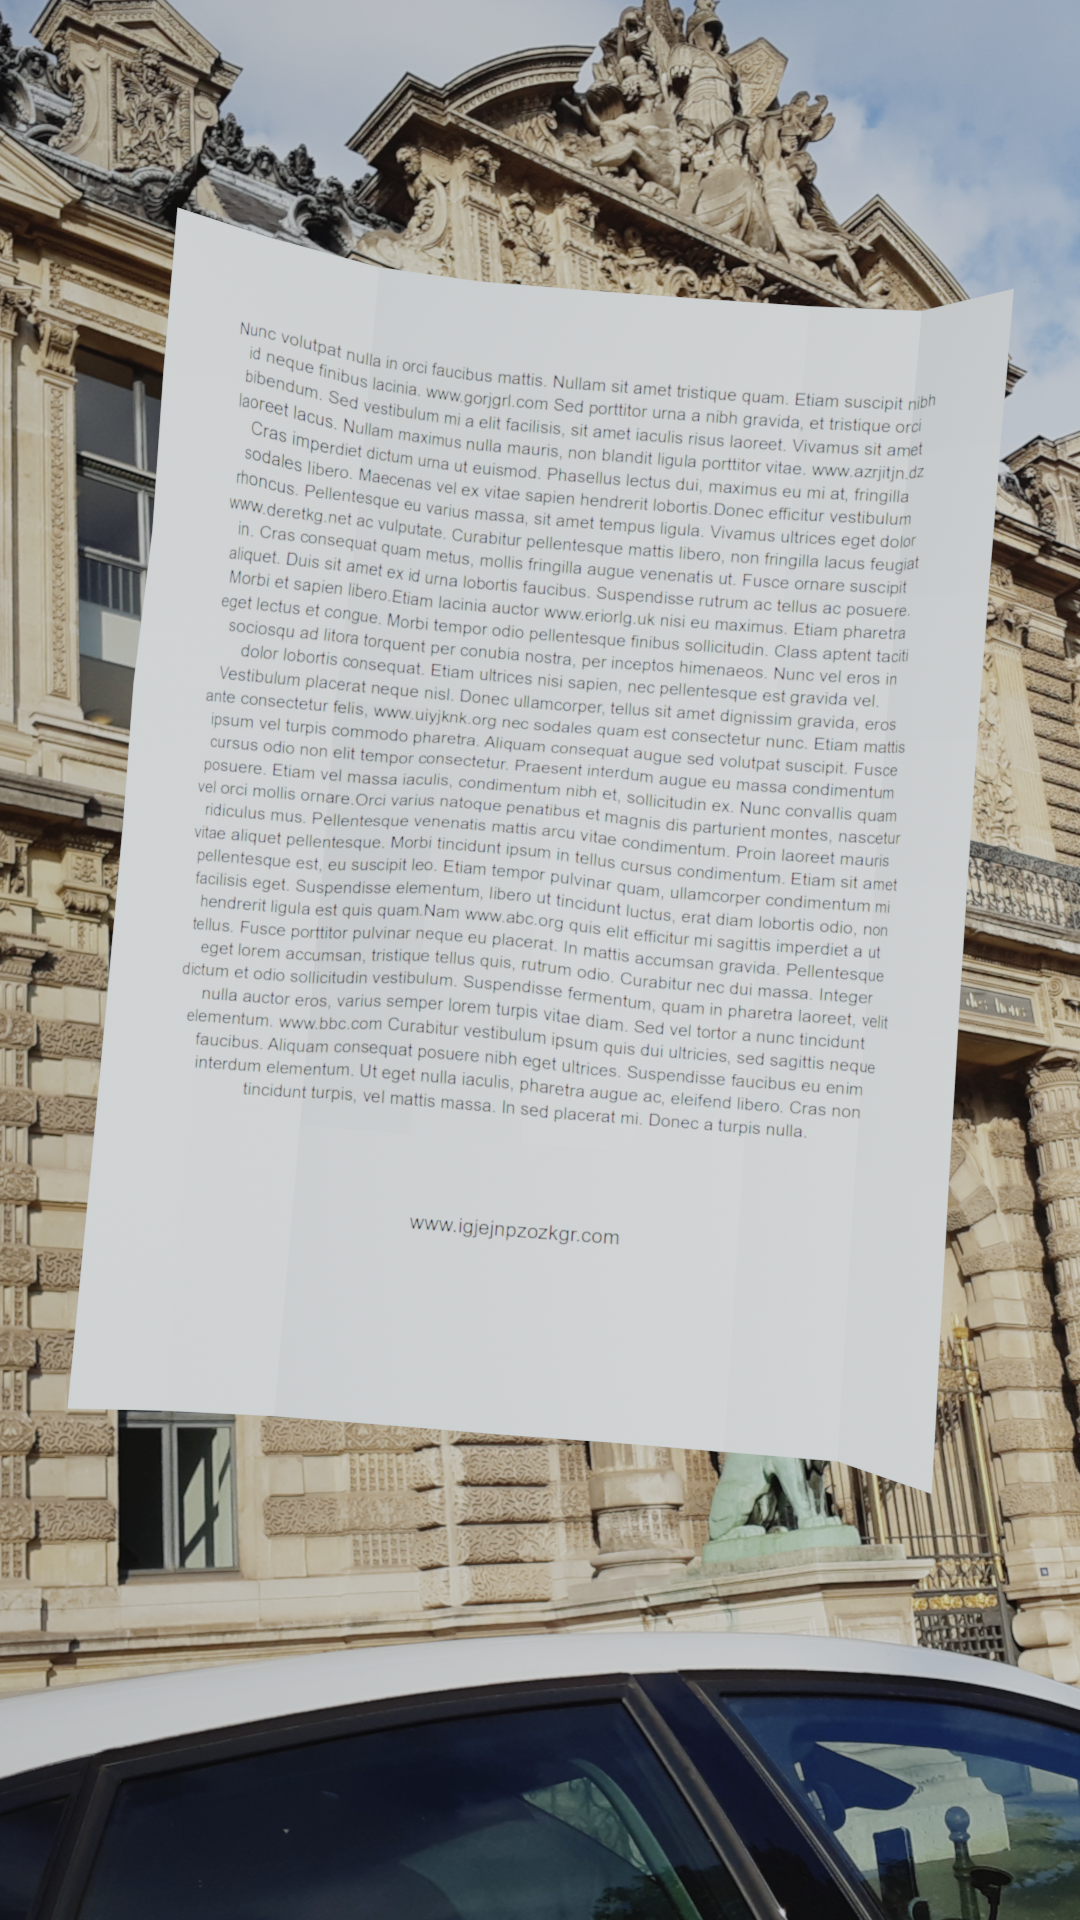 Nunc volutpat nulla in orci faucibus mattis. Nullam sit amet tristique quam. Etiam suscipit nibh
id neque finibus lacinia. www.gorjgrl.com Sed porttitor urna a nibh gravida, et tristique orci
bibendum. Sed vestibulum mi a elit facilisis, sit amet iaculis risus laoreet. Vivamus sit amet
laoreet lacus. Nullam maximus nulla mauris, non blandit ligula porttitor vitae. www.azrjitjn.dz
Cras imperdiet dictum urna ut euismod. Phasellus lectus dui, maximus eu mi at, fringilla
sodales libero. Maecenas vel ex vitae sapien hendrerit lobortis.Donec efficitur vestibulum
rhoncus. Pellentesque eu varius massa, sit amet tempus ligula. Vivamus ultrices eget dolor
www.deretkg.net ac vulputate. Curabitur pellentesque mattis libero, non fringilla lacus feugiat
in. Cras consequat quam metus, mollis fringilla augue venenatis ut. Fusce ornare suscipit
aliquet. Duis sit amet ex id urna lobortis faucibus. Suspendisse rutrum ac tellus ac posuere.
Morbi et sapien libero.Etiam lacinia auctor www.eriorlg.uk nisi eu maximus. Etiam pharetra
eget lectus et congue. Morbi tempor odio pellentesque finibus sollicitudin. Class aptent taciti
sociosqu ad litora torquent per conubia nostra, per inceptos himenaeos. Nunc vel eros in
dolor lobortis consequat. Etiam ultrices nisi sapien, nec pellentesque est gravida vel.
Vestibulum placerat neque nisl. Donec ullamcorper, tellus sit amet dignissim gravida, eros
ante consectetur felis, www.uiyjknk.org nec sodales quam est consectetur nunc. Etiam mattis
ipsum vel turpis commodo pharetra. Aliquam consequat augue sed volutpat suscipit. Fusce
cursus odio non elit tempor consectetur. Praesent interdum augue eu massa condimentum
posuere. Etiam vel massa iaculis, condimentum nibh et, sollicitudin ex. Nunc convallis quam
vel orci mollis ornare.Orci varius natoque penatibus et magnis dis parturient montes, nascetur
ridiculus mus. Pellentesque venenatis mattis arcu vitae condimentum. Proin laoreet mauris
vitae aliquet pellentesque. Morbi tincidunt ipsum in tellus cursus condimentum. Etiam sit amet
pellentesque est, eu suscipit leo. Etiam tempor pulvinar quam, ullamcorper condimentum mi
facilisis eget. Suspendisse elementum, libero ut tincidunt luctus, erat diam lobortis odio, non
hendrerit ligula est quis quam.Nam www.abc.org quis elit efficitur mi sagittis imperdiet a ut
tellus. Fusce porttitor pulvinar neque eu placerat. In mattis accumsan gravida. Pellentesque
eget lorem accumsan, tristique tellus quis, rutrum odio. Curabitur nec dui massa. Integer
dictum et odio sollicitudin vestibulum. Suspendisse fermentum, quam in pharetra laoreet, velit
nulla auctor eros, varius semper lorem turpis vitae diam. Sed vel tortor a nunc tincidunt
elementum. www.bbc.com Curabitur vestibulum ipsum quis dui ultricies, sed sagittis neque
faucibus. Aliquam consequat posuere nibh eget ultrices. Suspendisse faucibus eu enim
interdum elementum. Ut eget nulla iaculis, pharetra augue ac, eleifend libero. Cras non
tincidunt turpis, vel mattis massa. In sed placerat mi. Donec a turpis nulla.
www.igjejnpzozkgr.com